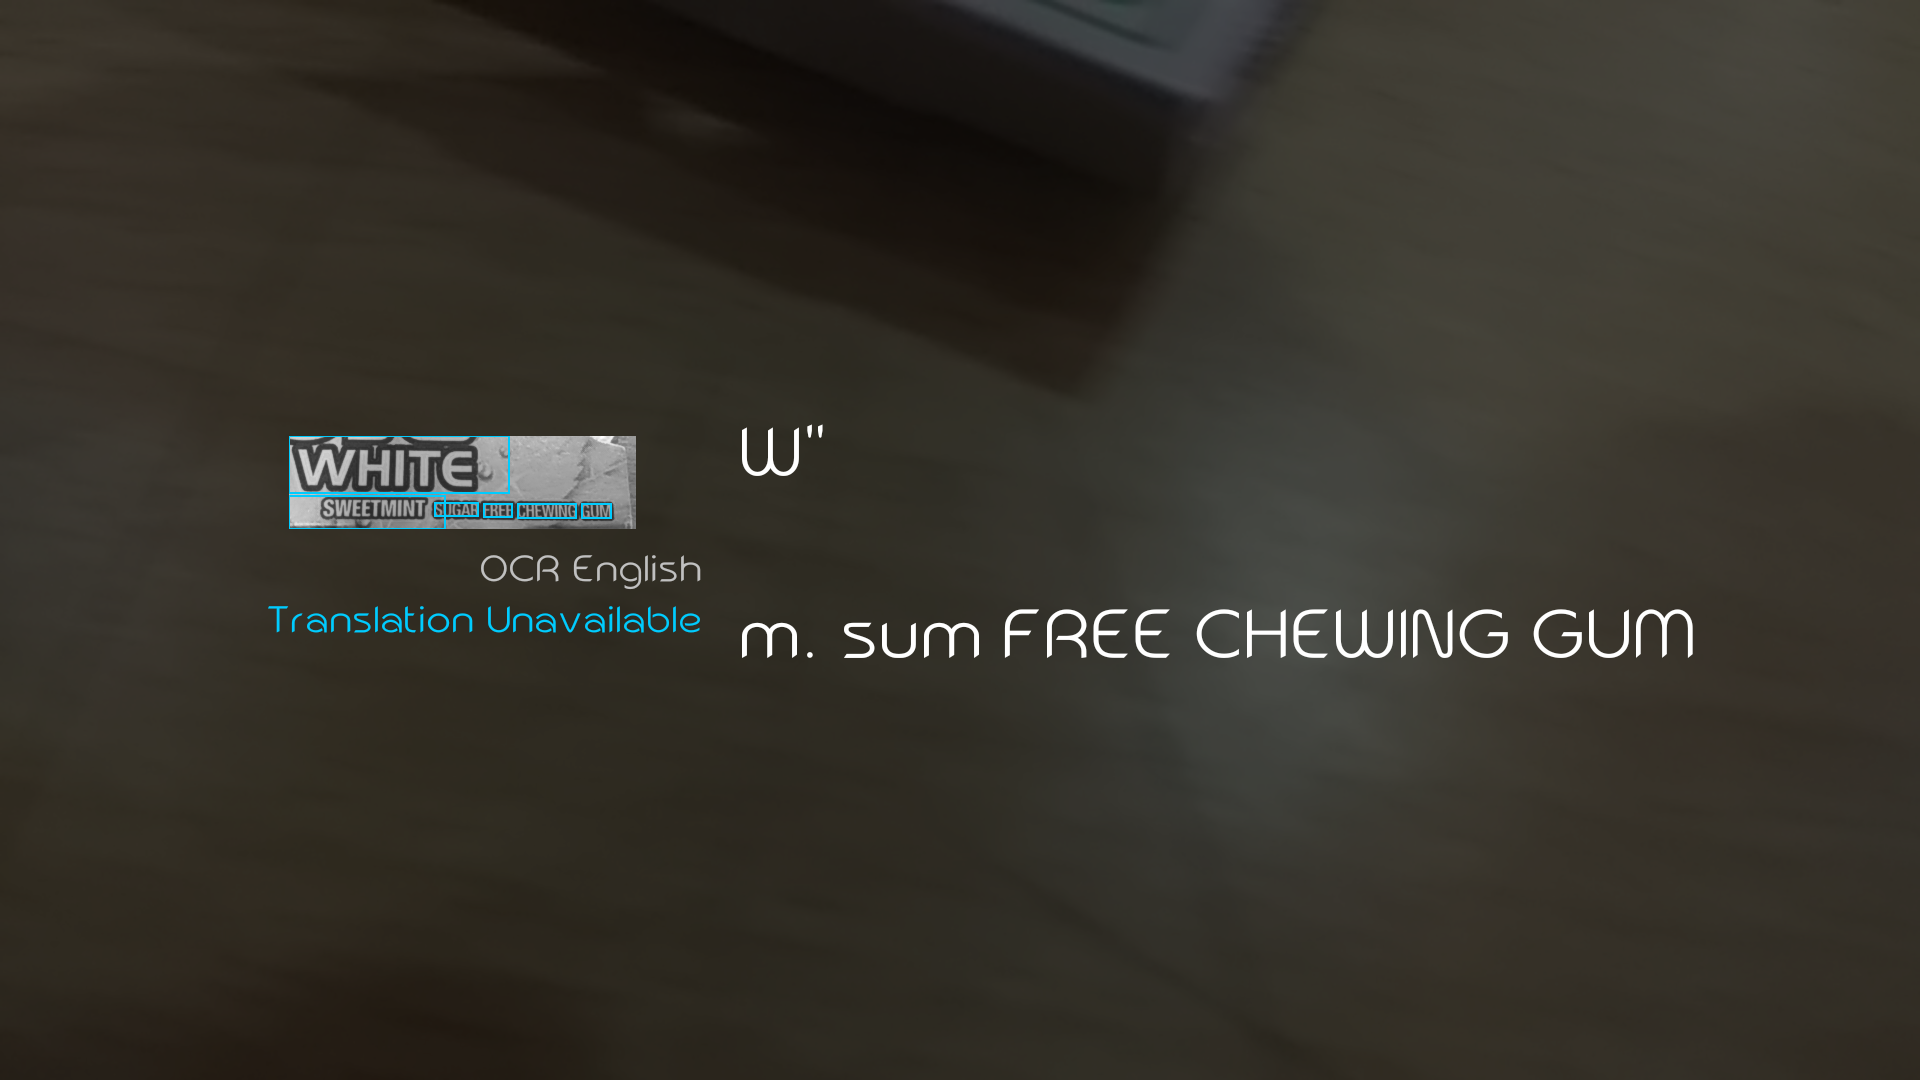 WHITE
SWEETMINT SUGAR FREE CHEWING GUM
OCR English
Translation Unavailable
W"
m. sum FREE CHEWING GUM